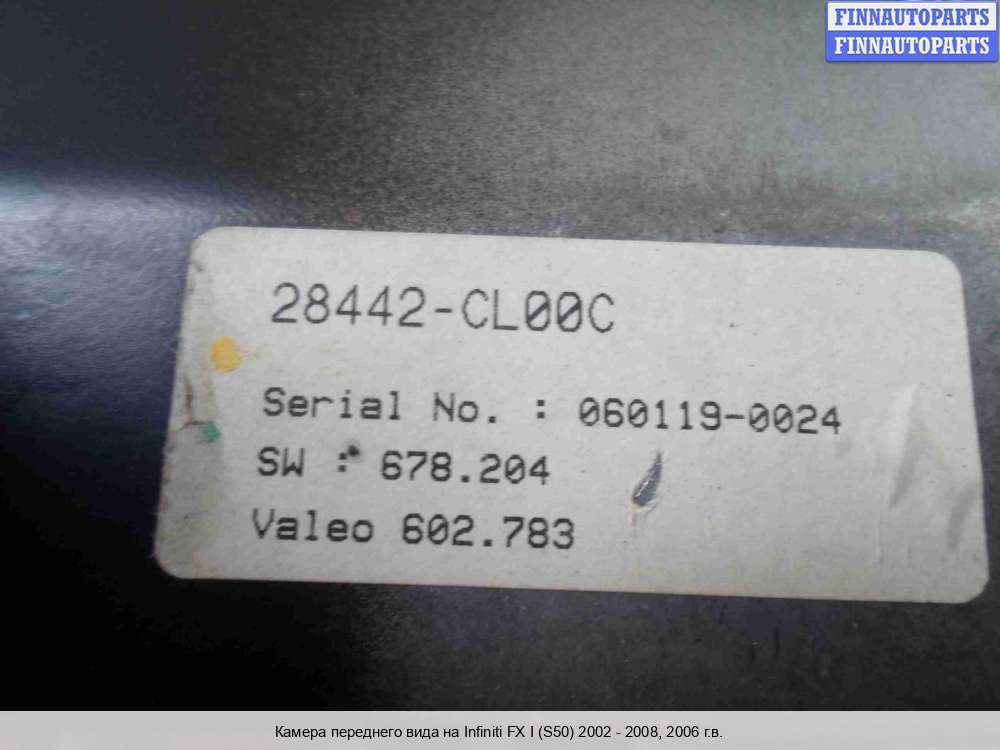 FINNAUTOPARTS
FINNAUTOPARTS
28442-CL00C
Serial No. : 060119-0024
SW : 678.204
Valeo 602.783
Камера переднего вида на Infiniti FX I (S50) 2002 - 2008, 2006 г.в.